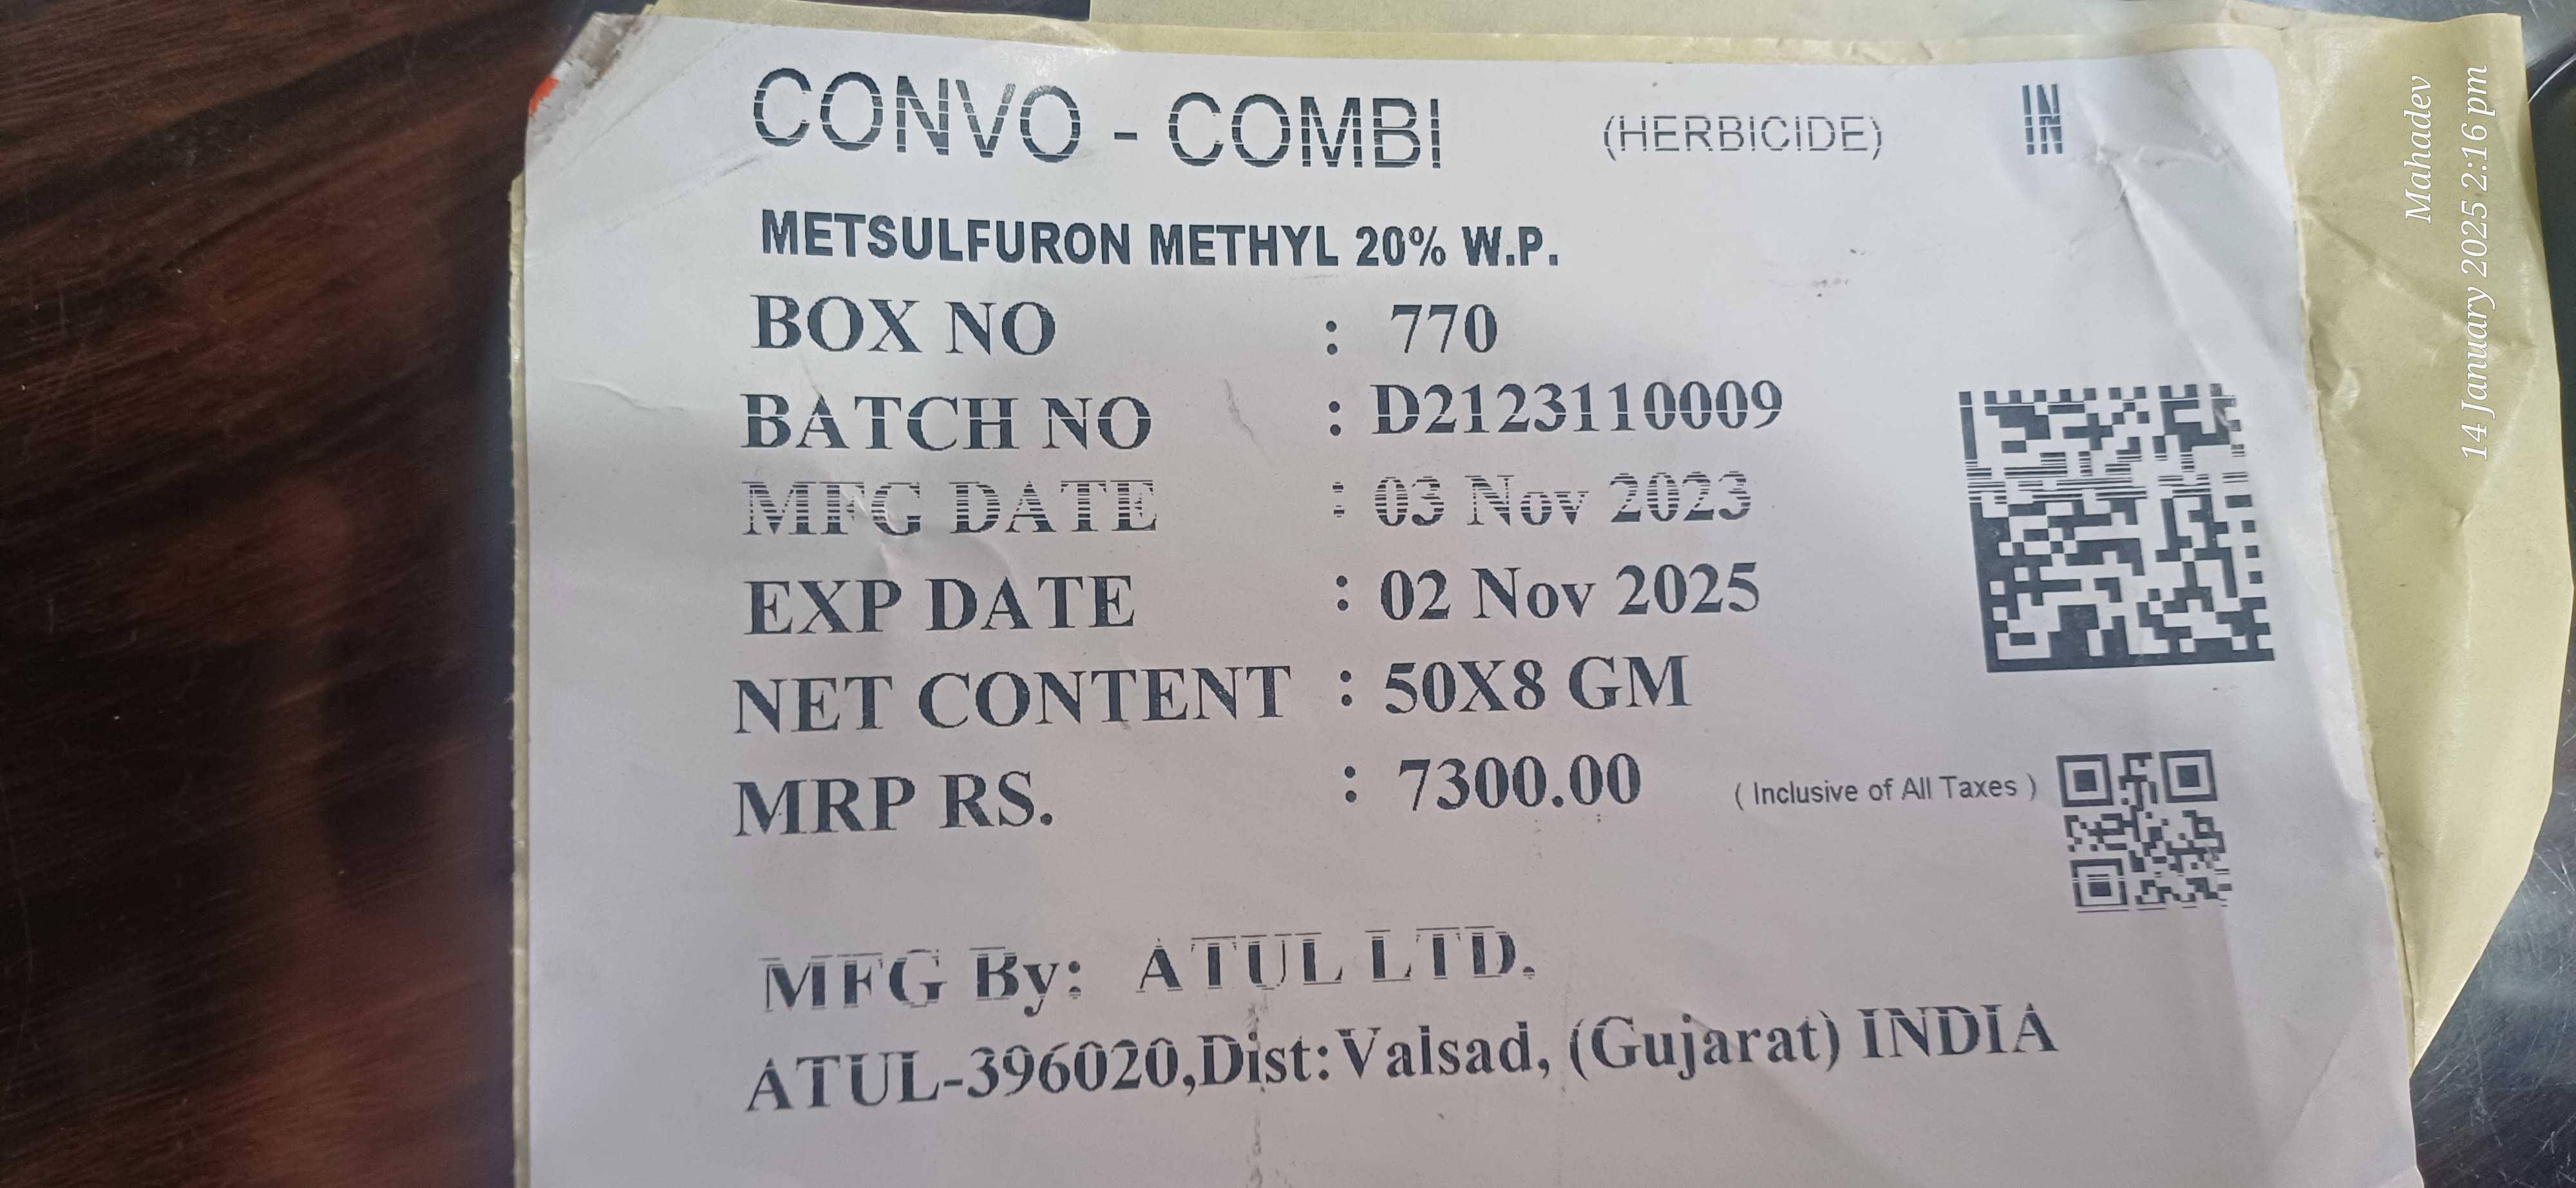 CONVO - COMBI (HERBICIDE) IN
METSULFURON METHYL 20% W.P.
BOX NO : 770
BATCH NO : D2123110009
MFG DATE : 03 Nov 2023
EXP DATE : 02 Nov 2025
NET CONTENT : 50X8 GM
MRP RS. : 7300.00 ( Inclusive of All Taxes )
MFG By: ATUL LTD.
ATUL-396020,Dist:Valsad, (Gujarat) INDIA
Mahadev
14 January 2025 2:16 pm